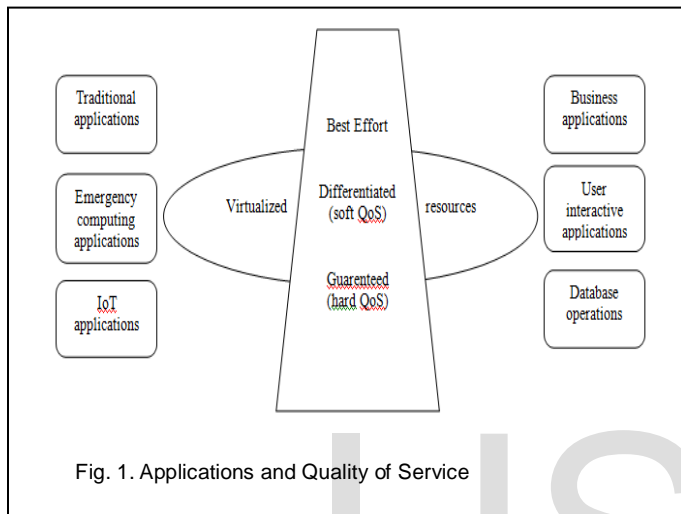 Traditional
applications
Emergency
computing
applications
IoT
applications
Best Effort
Virtualized
Differentiated
(soft QoS)
resources
Guarenteed
(hard QoS)
Business
applications
User
interactive
applications
Database
operations
Fig. 1. Applications and Quality of Service